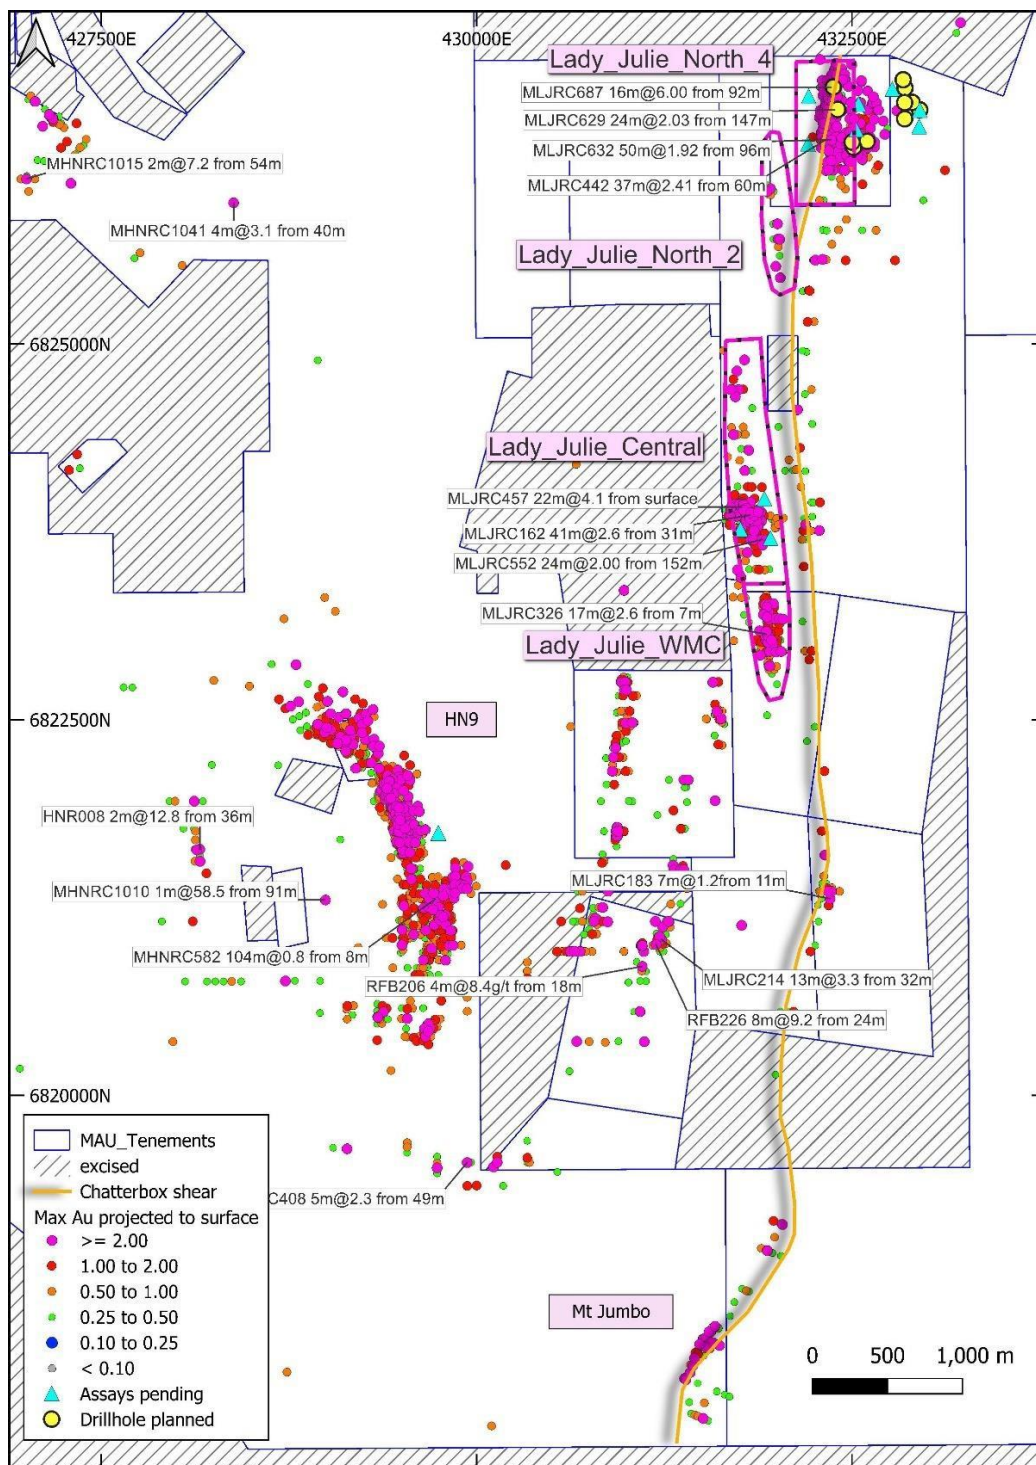 427500E
430000E
432500E
Lady_Julie_North_4
MLJRC687 16m@6.00 from 92m
MLJRC629 24m@2.03 from 147m
MLJRC632 50m@1.92 from 96m
MHNRC1015 2m@7.2 from 54m
MLJRC442 37m@2.41 from 60m
MHNRC1041 4m@3.1 from 40m
Lady_Julie_North_2
6825000N
Lady_Julie_Central
MLJRC457 22m@4.1 from surface
MLJRC162 41m@2.6 from 31m
MLJRC552 24m@2.00 from 152m
MLJRC326 17m@2.6 from 7m
Lady_Julie_WMC
6822500N
HN9
HNR008 2m@12.8 from 36m
MLJRC183 7m@1.2from 11m
MHNRC1010 1m@58.5 from 91m
MHNRC582 104m@0.8 from 8m
RFB206 4m@8.4g/t from 18m
MLJRC214 13m@3.3 from 32m
RFB226 8m@9.2 from 24m
6820000N
MAU_Tenements
excised
Chatterbox shear
C408 5m@2.3 from 49m
Max Au projected to surface
>= 2.00
1.00 to 2.00
0.50 to 1.00
0.25 to 0.50
0.10 to 0.25
< 0.10
Assays pending
Drillhole planned
Mt Jumbo
0 500 1,000 m